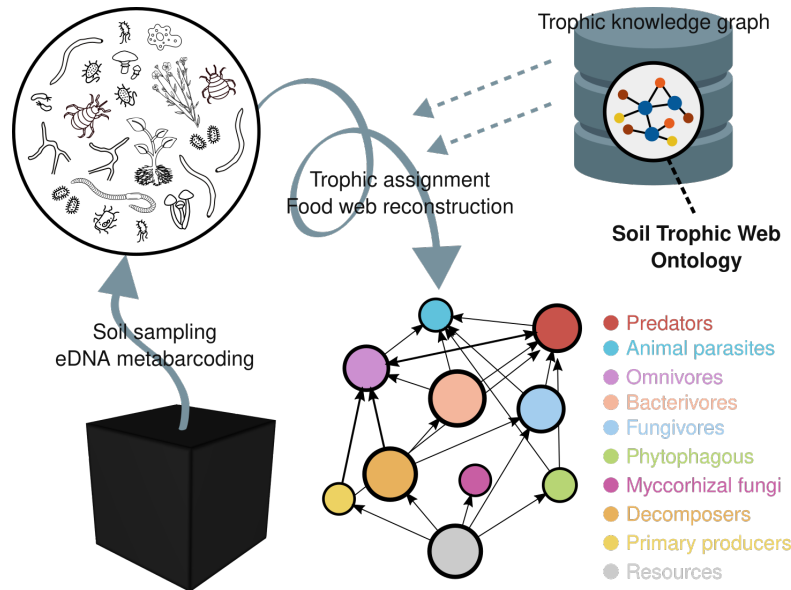 Trophic knowledge graph
Trophic assignment
Food web reconstruction
Soil Trophic Web
Ontology
Soil sampling
eDNA metabarcoding
Predators
Animal parasites
Omnivores
Bacterivores
Fungivores
Phytophagous
Myccorhizal fungi
Decomposers
Primary producers
Resources